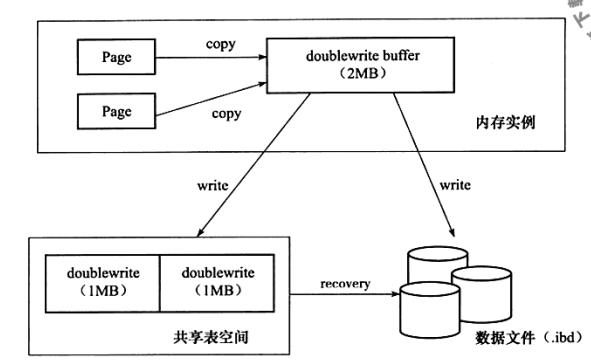 copy
Page
doublewrite buffer
（2MB）
Page
copy
内存实例
write
write
doublewrite
（1MB）
doublewrite
（1MB）
recovery
共享表空间
数据文件（.ibd）